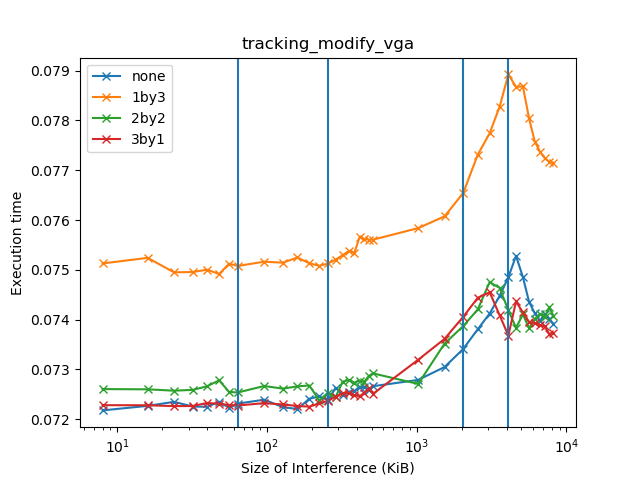 tracking_modify_vga
none
1by3
2by2
3by1
0.079
0.078
0.077
0.076
0.075
0.074
0.073
0.072
Execution time
10¹
10²
10³
10⁴
Size of Interference (KiB)